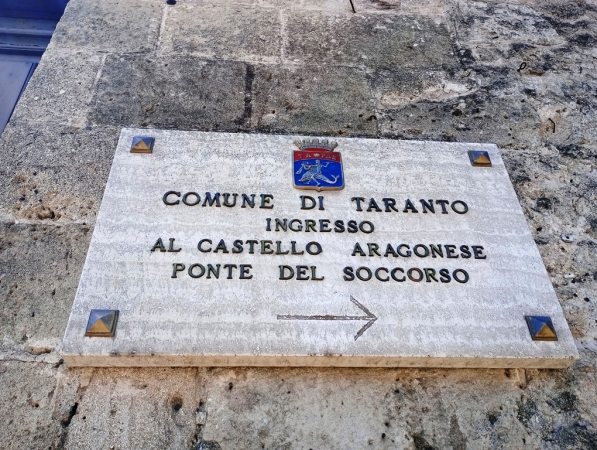 COMUNE DI TARANTO
INGRESSO
AL CASTELLO ARAGONESE
PONTE DEL SOCCORSO